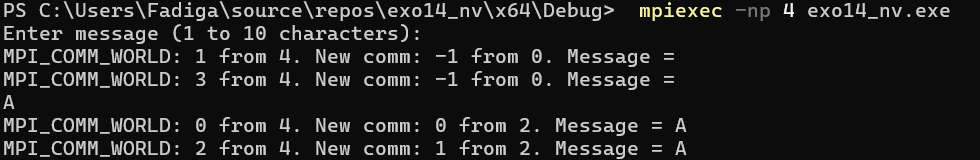 PS C:\Users\Fadiga\source\repos\exo14_nv\x64\Debug>  mpiexec -np 4 exo14_nv.exe
Enter message (1 to 10 characters):
MPI_COMM_WORLD: 1 from 4. New comm: -1 from 0. Message =
MPI_COMM_WORLD: 3 from 4. New comm: -1 from 0. Message =
A
MPI_COMM_WORLD: 0 from 4. New comm: 0 from 2. Message = A
MPI_COMM_WORLD: 2 from 4. New comm: 1 from 2. Message = A